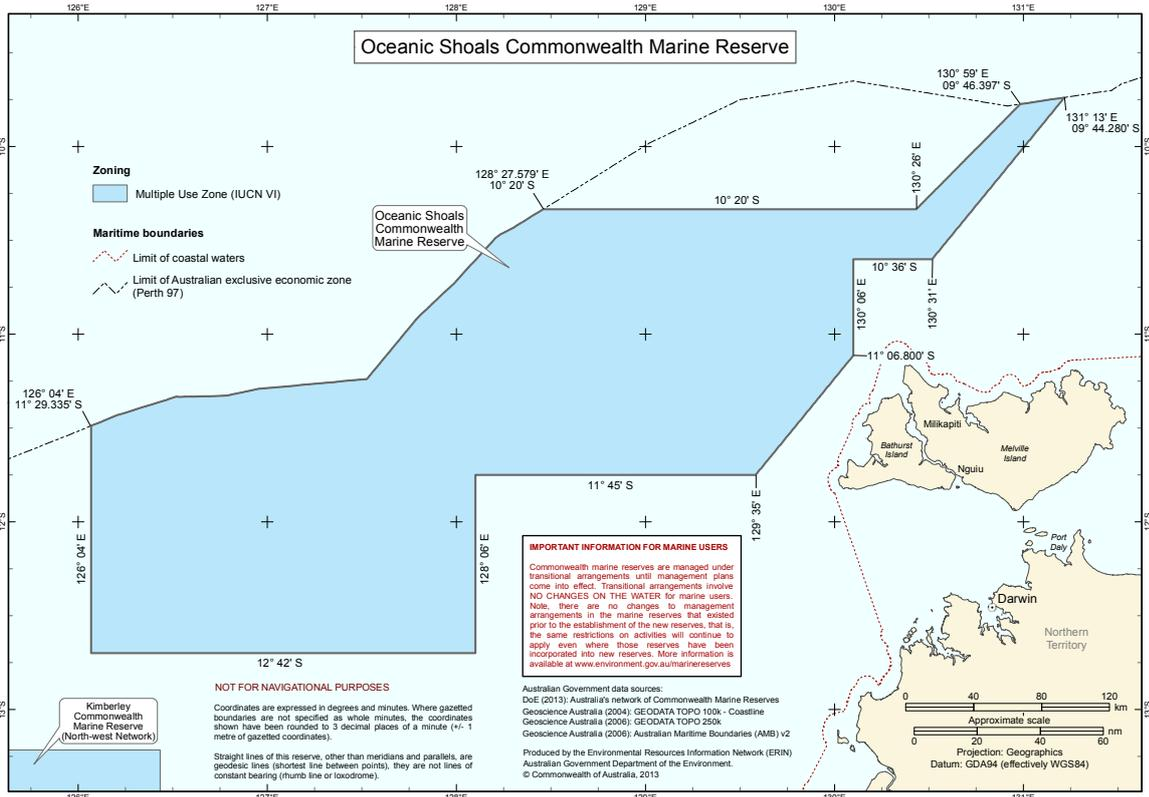 126°E
127°E
128°E
129°E
130°E
131°E
Oceanic Shoals Commonwealth Marine Reserve
130° 59' E
09° 46.397' S
131° 13' E
09° 44.280' S
10°S
10°S
Zoning
Multiple Use Zone (IUCN VI)
128° 27.579' E
10° 20' S
130° 26' E
10° 20' S
Oceanic Shoals
Commonwealth
Marine Reserve
Maritime boundaries
Limit of coastal waters
Limit of Australian exclusive economic zone
(Perth 97)
10° 36' S
130° 06' E
130° 31' E
11°S
11°S
11° 06.800' S
126° 04' E
11° 29.335' S
Milikapiti
Bathurst
Island
Melville
Island
Nguiu
11° 45' S
129° 35' E
12°S
12°S
126° 04' E
128° 06' E
Port
Daly
Darwin
Northern
Territory
IMPORTANT INFORMATION FOR MARINE USERS
Commonwealth marine reserves are managed under
transitional arrangements until management plans
come into effect. Transitional arrangements involve
NO CHANGES ON THE WATER for marine users.
Note, there are no changes to management
arrangements in the marine reserves that existed
prior to the establishment of the new reserves, that is,
the same restrictions on activities will continue to
apply even where those reserves have been
incorporated into new reserves. More information is
available at www.environment.gov.au/marinereserves
12° 42' S
NOT FOR NAVIGATIONAL PURPOSES
Coordinates are expressed in degrees and minutes. Where gazetted
boundaries are not specified as whole minutes, the coordinates
shown have been rounded to 3 decimal places of a minute (+/- 1
metre of gazetted coordinates).
Straight lines of this reserve, other than meridians and parallels, are
geodesic lines (shortest line between points), they are not lines of
constant bearing (rhumb line or loxodrome).
Australian Government data sources:
DoE (2013): Australia's network of Commonwealth Marine Reserves
Geoscience Australia (2004): GEODATA TOPO 100k - Coastline
Geoscience Australia (2006): GEODATA TOPO 250k
Geoscience Australia (2006): Australian Maritime Boundaries (AMB) v2
Produced by the Environmental Resources Information Network (ERIN)
Australian Government Department of the Environment.
© Commonwealth of Australia, 2013
13°S
13°S
Kimberley
Commonwealth
Marine Reserve
(North-west Network)
0 40 80 120
km
Approximate scale
nm
0 20 40 60
Projection: Geographics
Datum: GDA94 (effectively WGS84)
126°E
127°E
128°E
129°E
130°E
131°E